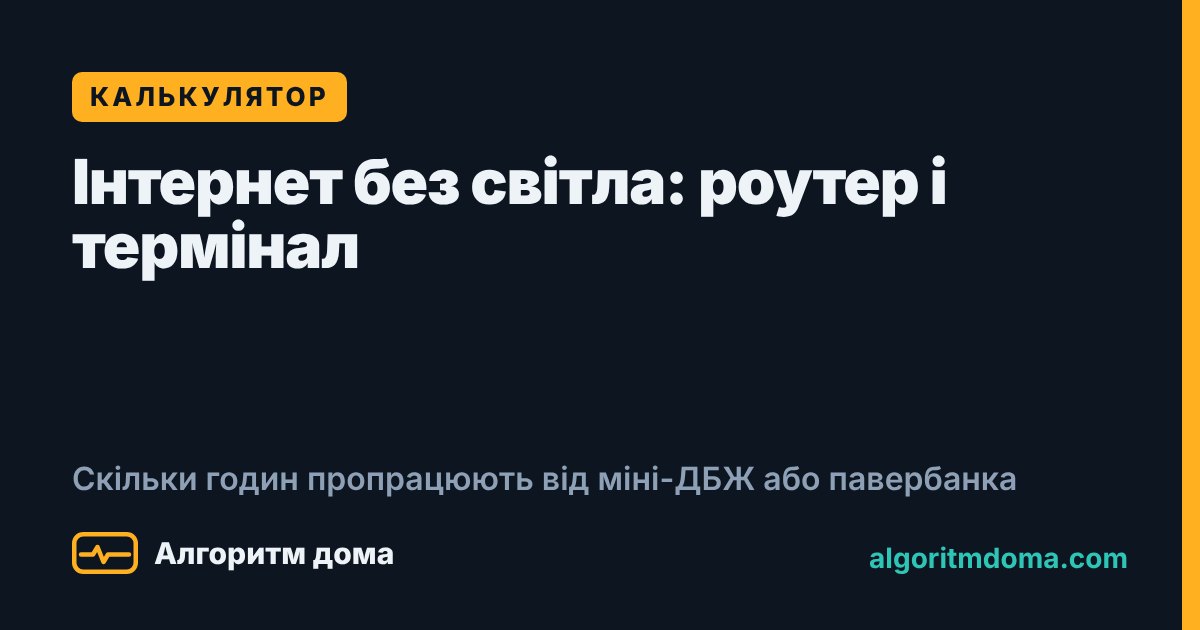 КАЛЬКУЛЯТОР
Інтернет без світла: роутер і
термінал
Скільки годин пропрацюють від міні-ДБЖ або павербанка
Алгоритм дома
algoritmdoma.com